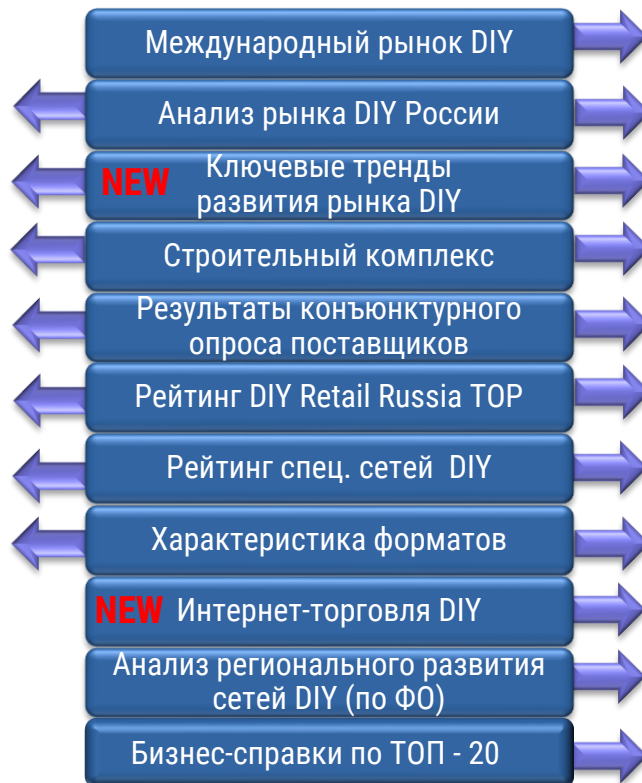 Международный рынок DIY
Анализ рынка DIY России
NEW Ключевые тренды
развития рынка DIY
Строительный комплекс
Результаты конъюнктурного
опроса поставщиков
Рейтинг DIY Retail Russia TOP
Рейтинг спец. сетей DIY
Характеристика форматов
NEW Интернет-торговля DIY
Анализ регионального развития
сетей DIY (по ФО)
Бизнес-справки по ТОП - 20